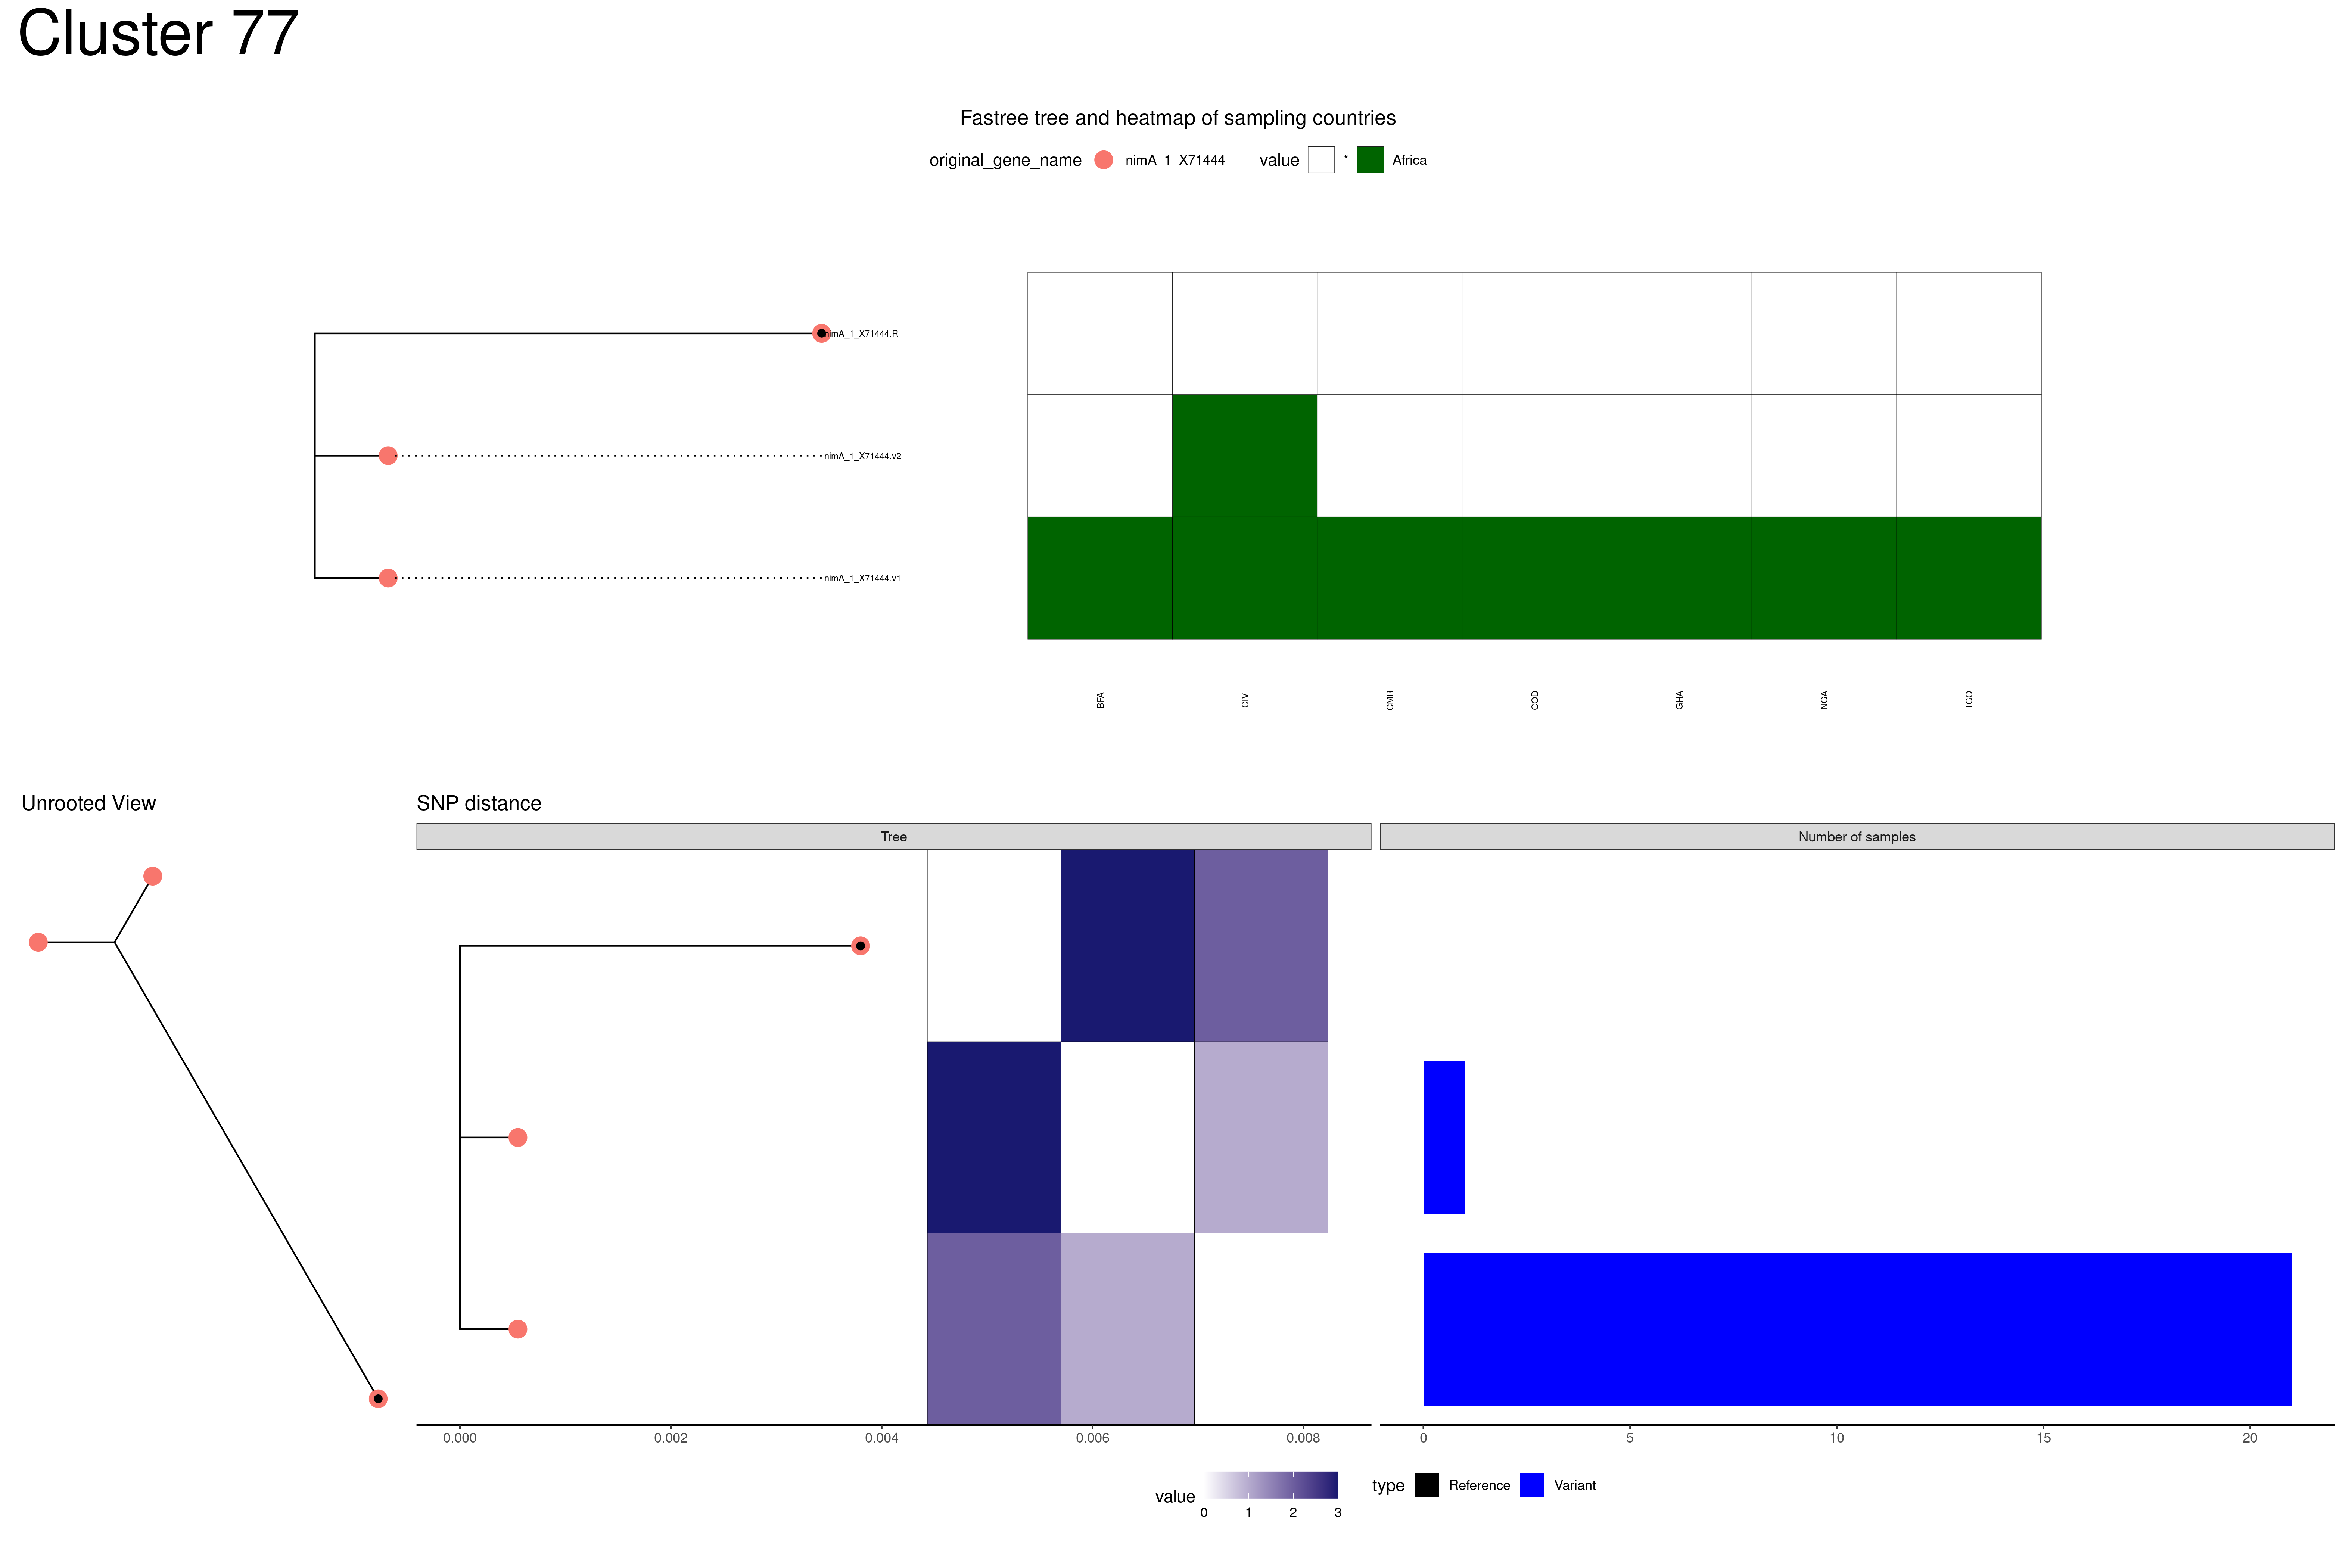 Cluster 77
Fastree tree and heatmap of sampling countries
original_gene_name nimA_1_X71444 value * Africa
nimA_1_X71444.R
nimA_1_X71444.v2
nimA_1_X71444.v1
BFA CIV CMR COD GHA NGA TGO
Unrooted View SNP distance
Tree Number of samples
0.000 0.002 0.004 0.006 0.008 0 5 10 15 20
value 0 1 2 3 type Reference Variant